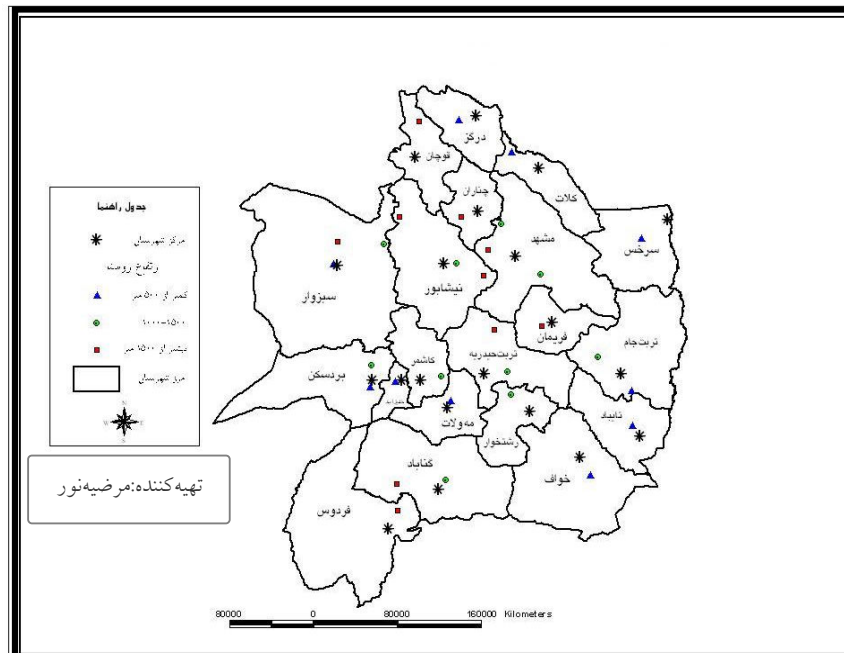 درگز
قوچان
کلات
چناران
مشهد
سرخس
نیشابور
سبزوار
فریمان
تربت جام
تربت حیدریه
کاشمر
بردسکن
تایباد
مه ولات
رشتخوار
خواف
گناباد
فردوس
جدول راهنما
مرکز شهرستان
کمتر از ۵۰۰ متر
۱۰۰۰-۱۵۰۰
بیشتر از ۱۵۰۰ متر
مرز شهرستان
N
W E
S
تهیه‌کننده:مرضیه‌نور
80000 0 80000 160000 Kilometers